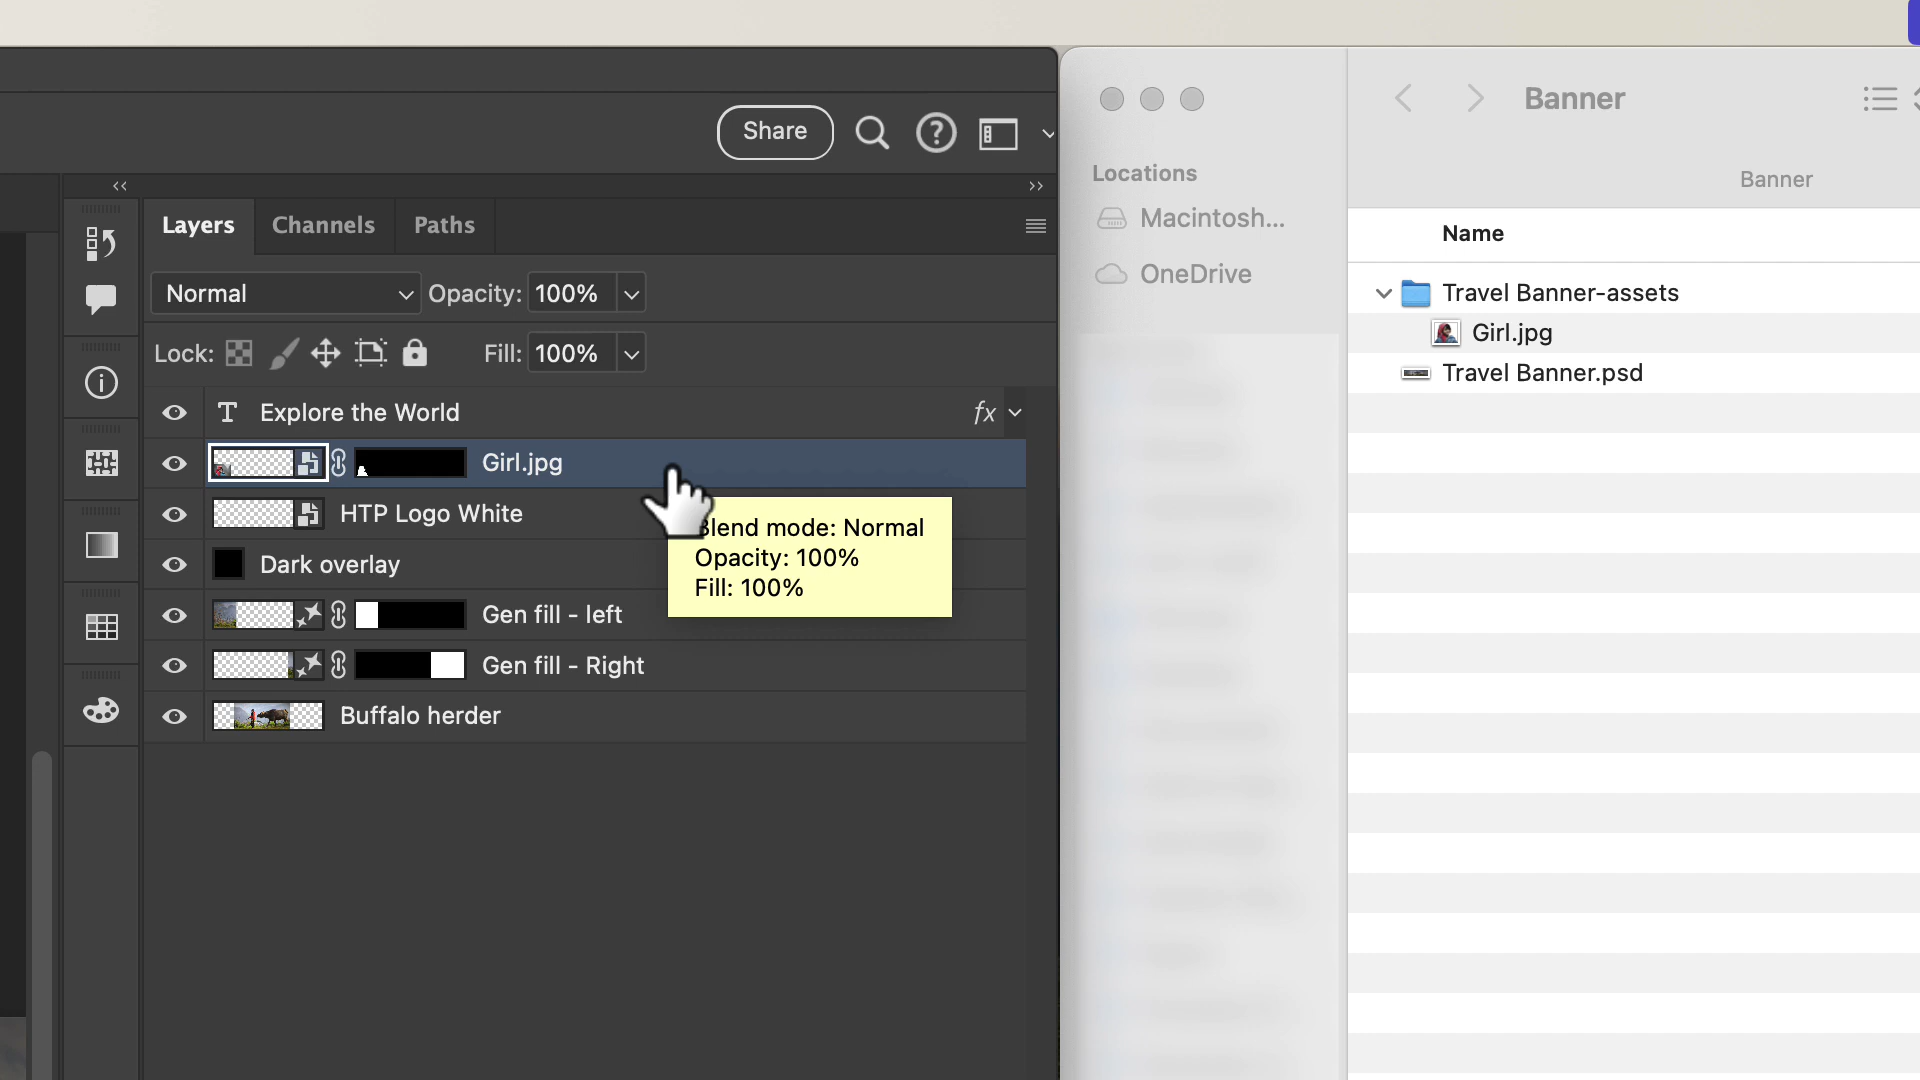 Share
Layers
Channels
Paths
Normal
Opacity: 100%
Lock:
Fill: 100%
T Explore the World fx
Girl.jpg
HTP Logo White
Dark overlay
Gen fill - left
Gen fill - Right
Buffalo herder
Blend mode: Normal
Opacity: 100%
Fill: 100%
Locations
Macintosh...
OneDrive
Banner
Banner
Name
Travel Banner-assets
Girl.jpg
Travel Banner.psd